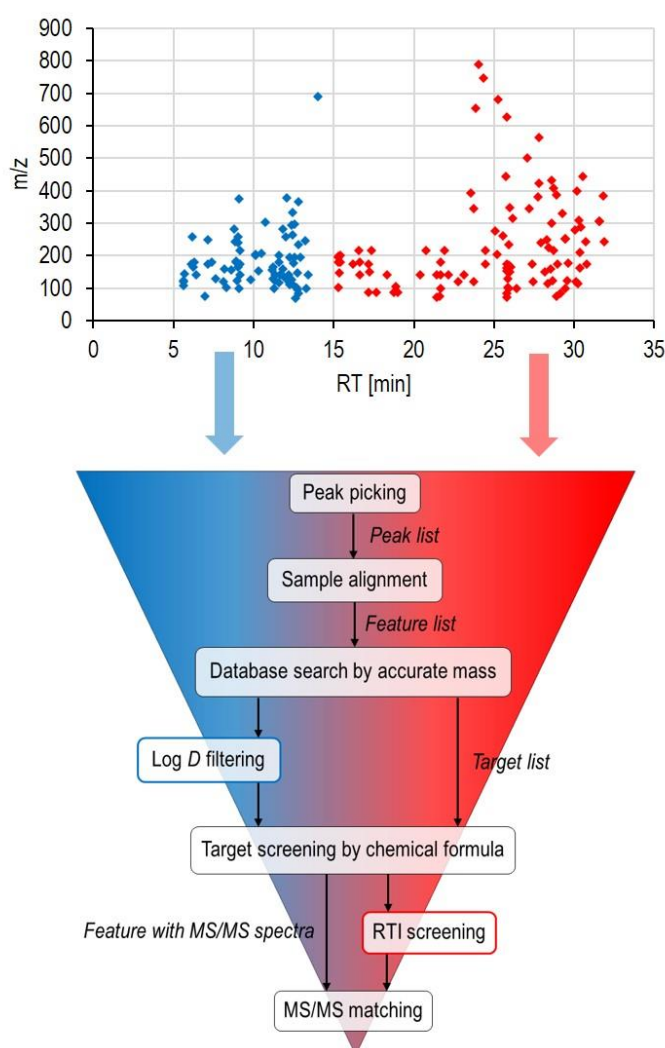 900
800
700
600
500
400
300
200
100
0
m/z
0 5 10 15 20 25 30 35
RT [min]
Peak picking
Peak list
Sample alignment
Feature list
Database search by accurate mass
Log D filtering
Target list
Target screening by chemical formula
Feature with MS/MS spectra
RTI screening
MS/MS matching